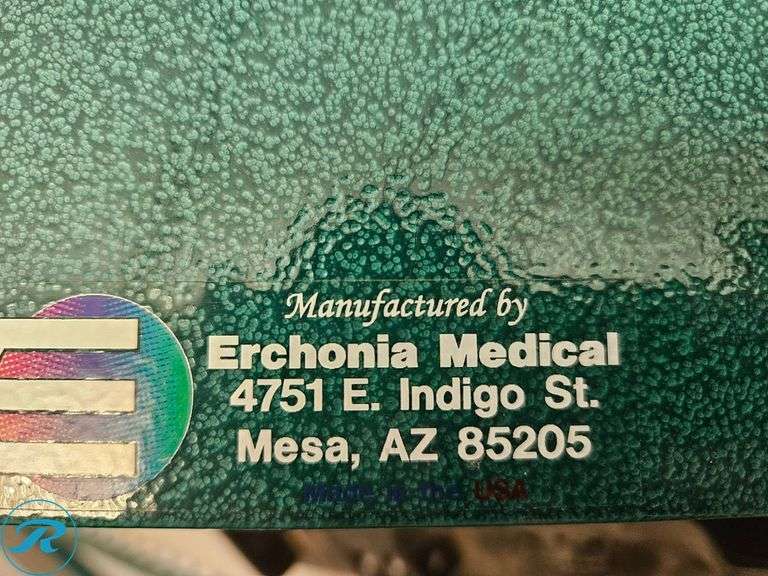 Manufactured by
Erchonia Medical
4751 E. Indigo St.
Mesa, AZ 85205
Made in the USA